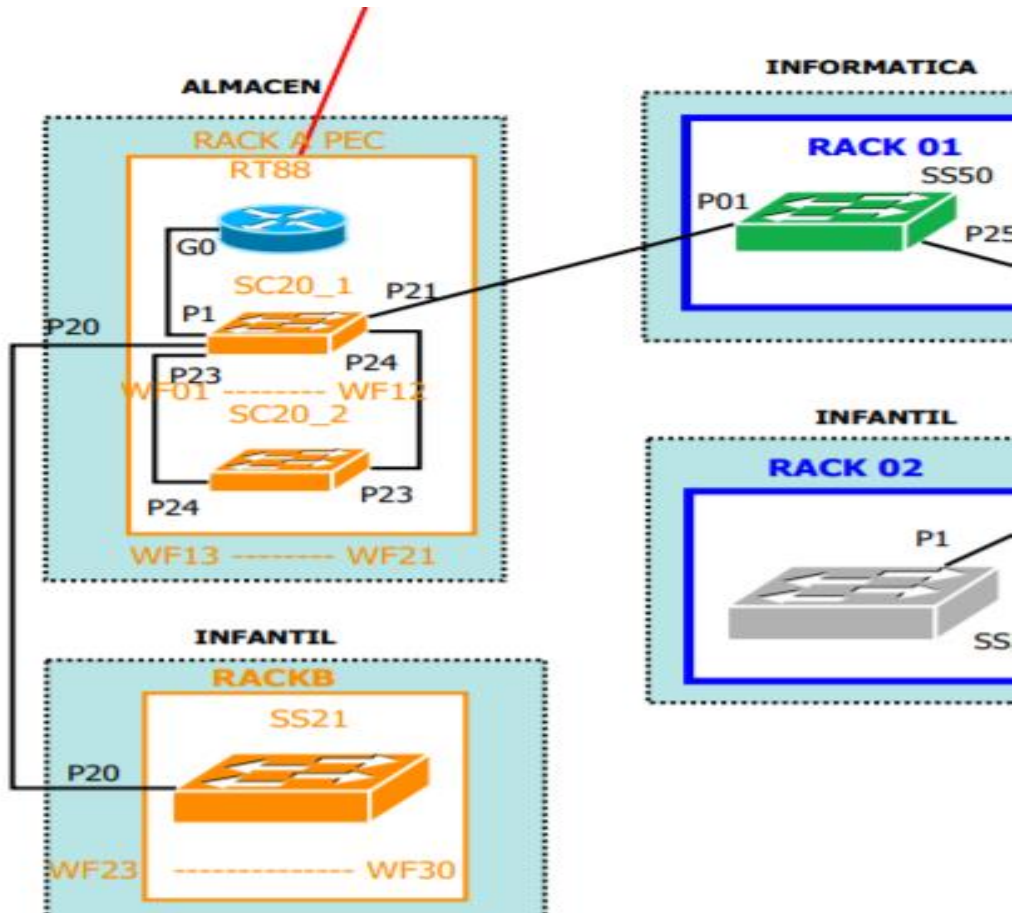 ALMACEN
RACK A PEC
RT88
G0
SC20_1
P21
P1
P20
P24
P23
WF01 -------- WF12
SC20_2
P23
P24
WF13 -------- WF21
INFANTIL
RACKB
SS21
P20
WF23 -------------- WF30
INFORMATICA
RACK 01
SS50
P01
P25
INFANTIL
RACK 02
P1
SS